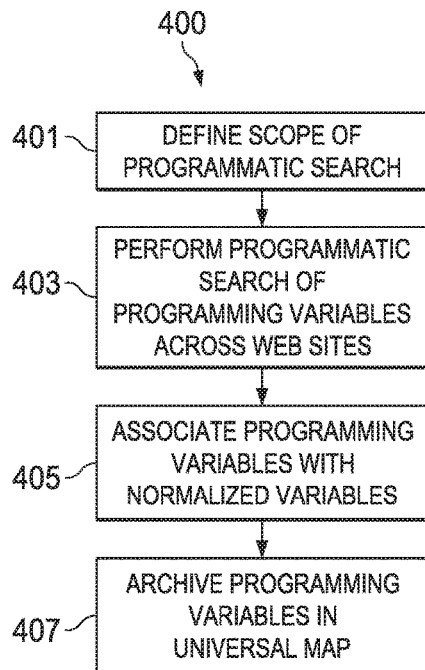 400
401
DEFINE SCOPE OF
PROGRAMMATIC SEARCH
403
PERFORM PROGRAMMATIC
SEARCH OF
PROGRAMMING VARIABLES
ACROSS WEB SITES
405
ASSOCIATE PROGRAMMING
VARIABLES WITH
NORMALIZED VARIABLES
407
ARCHIVE PROGRAMMING
VARIABLES IN
UNIVERSAL MAP